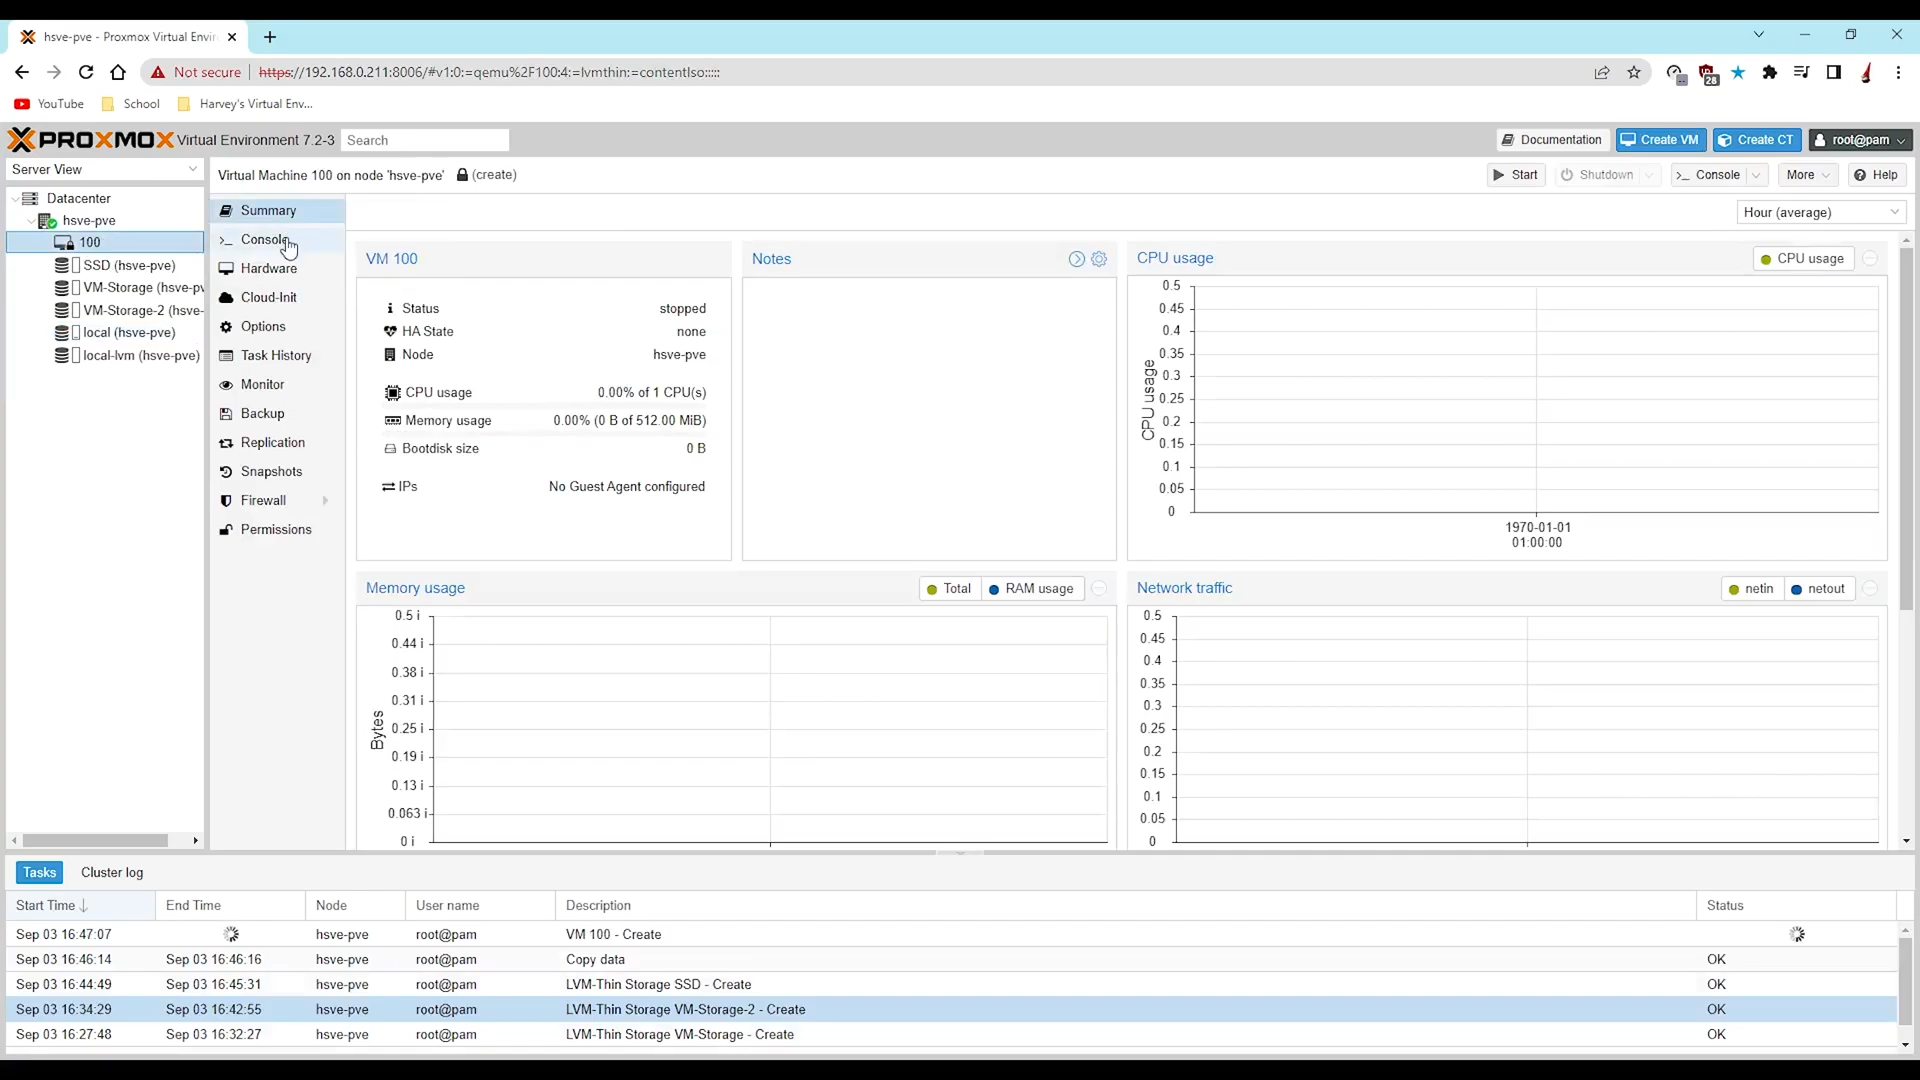 hsve-pve - Proxmox Virtual Envir
Not secure https://192.168.0.211:8006/#v1:0:=qemu%2F100:4:=lvmthin:=contentIso:::::
28
YouTube School Harvey's Virtual Env...
PROXMOX Virtual Environment 7.2-3 Search Documentation Create VM Create CT root@pam
Server View
Virtual Machine 100 on node 'hsve-pve' (create) Start Shutdown >_ Console More Help
Datacenter
hsve-pve
100
SSD (hsve-pve)
VM-Storage (hsve-pv
VM-Storage-2 (hsve-
local (hsve-pve)
local-lvm (hsve-pve)
Summary
>_ Console
Hardware
Cloud-Init
Options
Task History
Monitor
Backup
Replication
Snapshots
Firewall
Permissions
Hour (average)
VM 100
Status stopped
HA State none
Node hsve-pve
CPU usage 0.00% of 1 CPU(s)
Memory usage 0.00% (0 B of 512.00 MiB)
Bootdisk size 0 B
IPs No Guest Agent configured
Notes
CPU usage CPU usage
0.5
0.45
0.4
0.35
0.3
0.25
0.2
0.15
0.1
0.05
0
CPU usage
1970-01-01
01:00:00
Memory usage Total RAM usage
0.5 i
0.44 i
0.38 i
0.31 i
0.25 i
0.19 i
0.13 i
0.063 i
0 i
Bytes
Network traffic netin netout
0.5
0.45
0.4
0.35
0.3
0.25
0.2
0.15
0.1
0.05
0
Tasks Cluster log
Start Time End Time Node User name Description Status
Sep 03 16:47:07 hsve-pve root@pam VM 100 - Create
Sep 03 16:46:14 Sep 03 16:46:16 hsve-pve root@pam Copy data OK
Sep 03 16:44:49 Sep 03 16:45:31 hsve-pve root@pam LVM-Thin Storage SSD - Create OK
Sep 03 16:34:29 Sep 03 16:42:55 hsve-pve root@pam LVM-Thin Storage VM-Storage-2 - Create OK
Sep 03 16:27:48 Sep 03 16:32:27 hsve-pve root@pam LVM-Thin Storage VM-Storage - Create OK